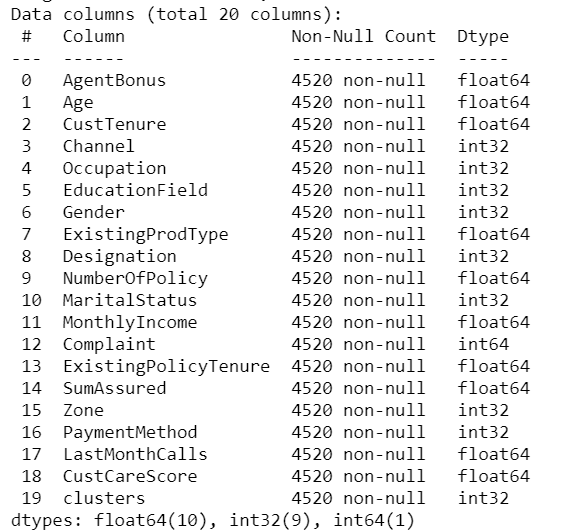 Data columns (total 20 columns):
 #   Column                Non-Null Count  Dtype
---  ------                --------------  -----
 0   AgentBonus            4520 non-null   float64
 1   Age                   4520 non-null   float64
 2   CustTenure            4520 non-null   float64
 3   Channel               4520 non-null   int32
 4   Occupation            4520 non-null   int32
 5   EducationField        4520 non-null   int32
 6   Gender                4520 non-null   int32
 7   ExistingProdType      4520 non-null   float64
 8   Designation           4520 non-null   int32
 9   NumberOfPolicy        4520 non-null   float64
 10  MaritalStatus         4520 non-null   int32
 11  MonthlyIncome         4520 non-null   float64
 12  Complaint             4520 non-null   int64
 13  ExistingPolicyTenure  4520 non-null   float64
 14  SumAssured            4520 non-null   float64
 15  Zone                  4520 non-null   int32
 16  PaymentMethod         4520 non-null   int32
 17  LastMonthCalls        4520 non-null   float64
 18  CustCareScore         4520 non-null   float64
 19  clusters              4520 non-null   int32
dtypes: float64(10), int32(9), int64(1)